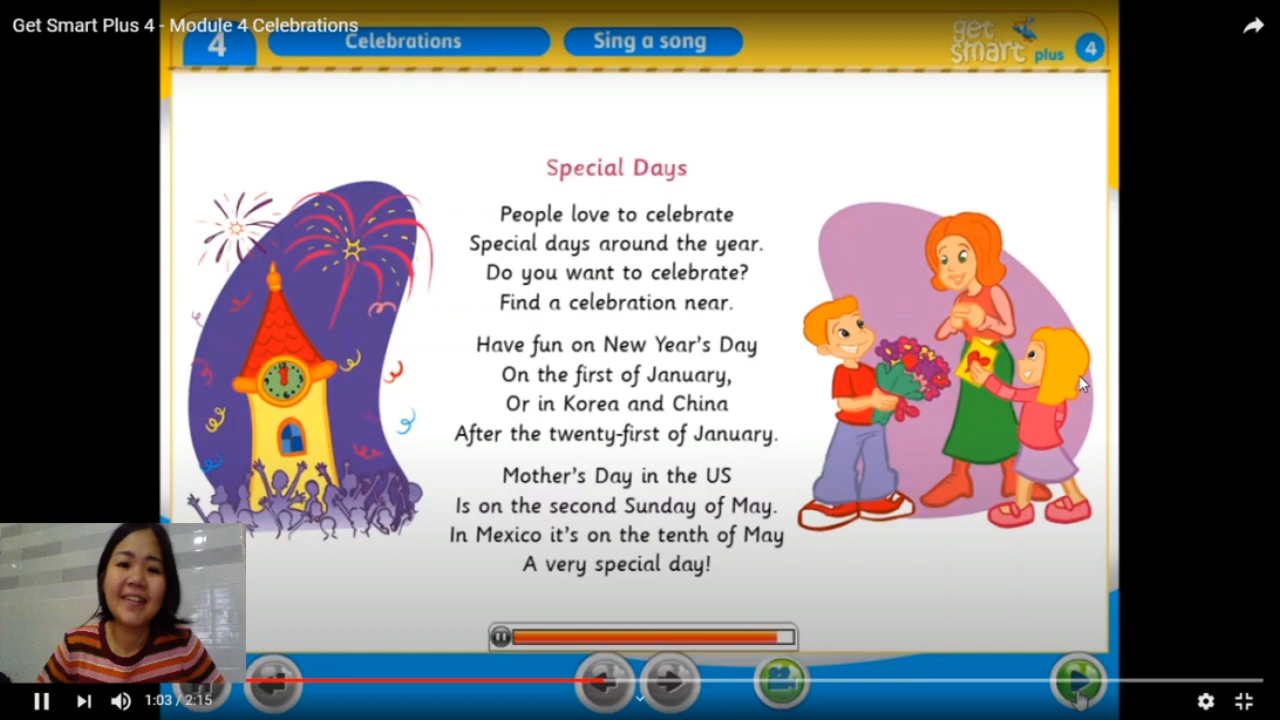 Get Smart Plus 4 - Module 4 Celebrations
4
Celebrations
Sing a song
get smart plus 4
Special Days
People love to celebrate
Special days around the year.
Do you want to celebrate?
Find a celebration near.
Have fun on New Year's Day
On the first of January,
Or in Korea and China
After the twenty-first of January.
Mother's Day in the US
Is on the second Sunday of May.
In Mexico it's on the tenth of May
A very special day!
1:03 / 2:15